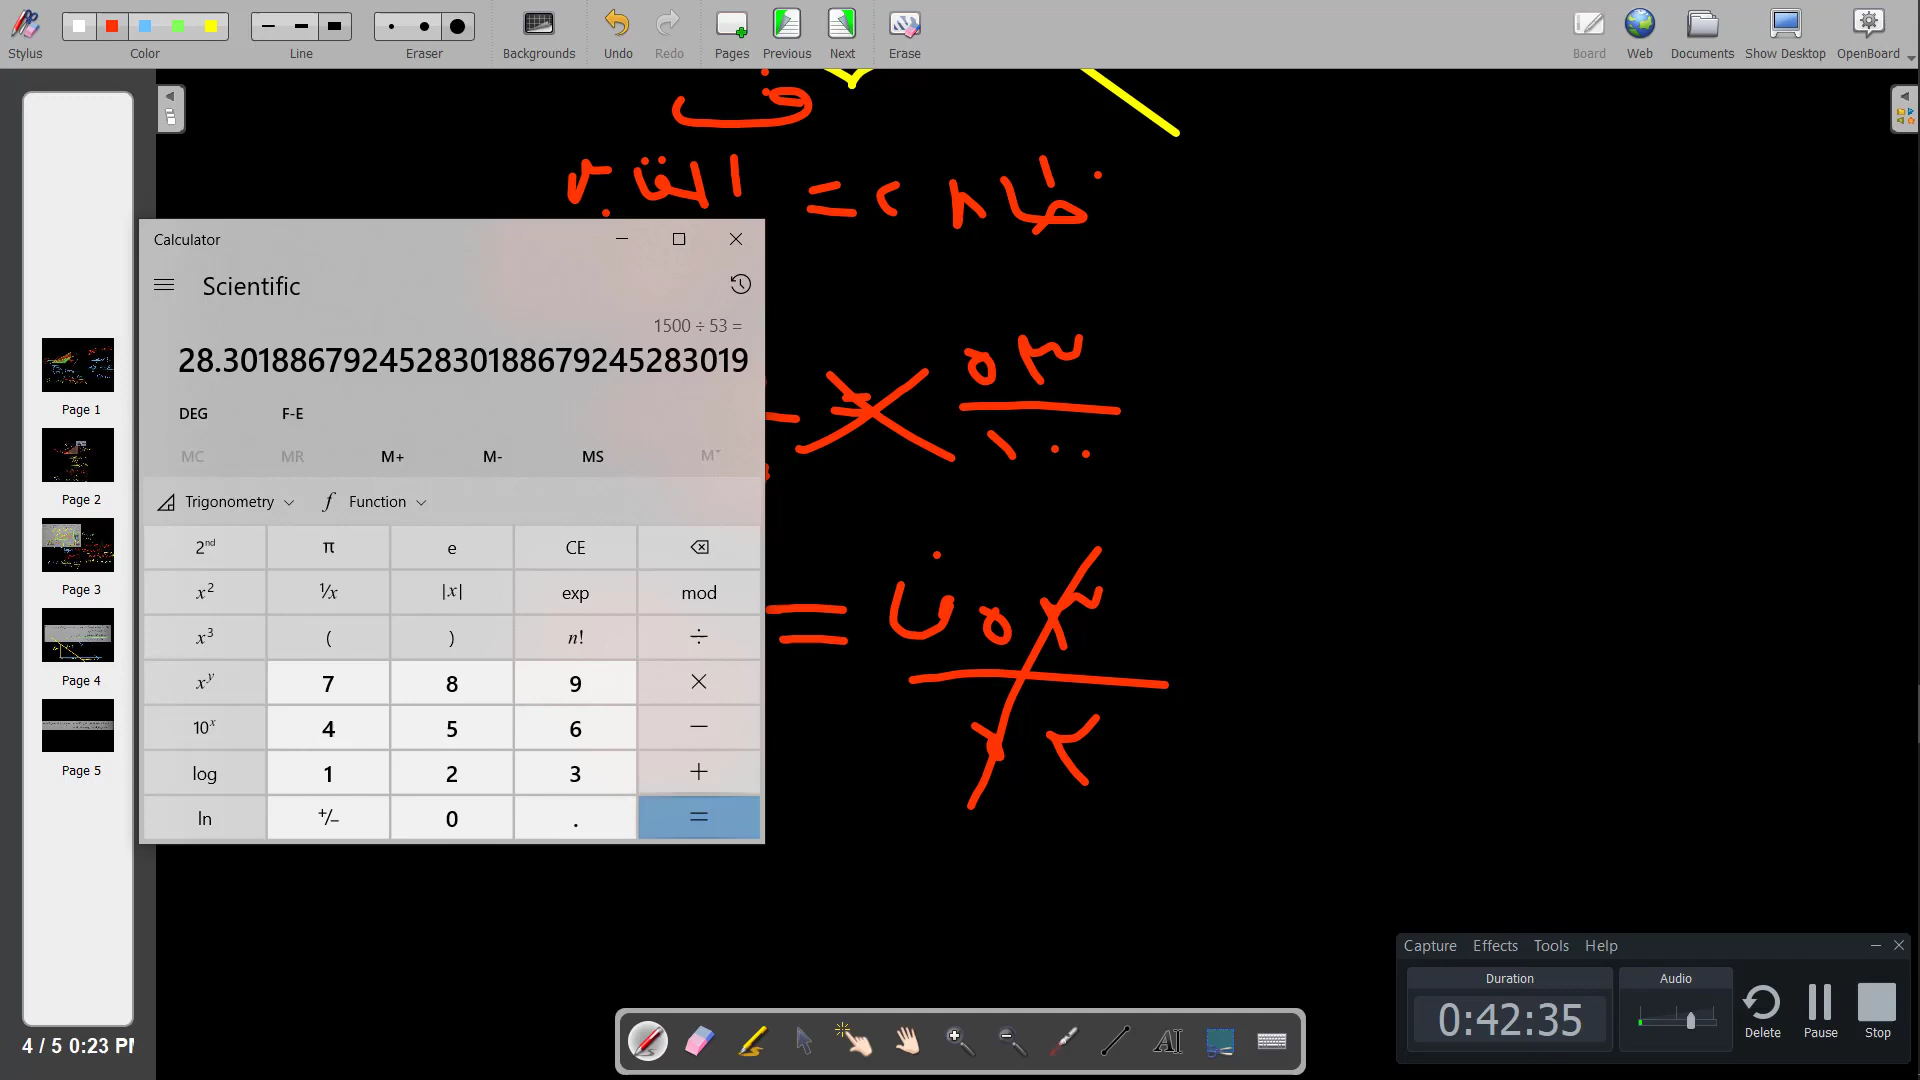 Stylus Color Line Eraser Backgrounds Undo Redo Pages Previous Next Erase Board Web Documents Show Desktop OpenBoard
Page 1
Page 2
Page 3
Page 4
Page 5
4 / 5 0:23 PM
ف
Calculator
Scientific
1500 ÷ 53 =
28.301886792452830188679245283019
DEG F-E
MC MR M+ M- MS M˅
Trigonometry f Function
2nd π e CE
x² ¹⁄x |x| exp mod
x³ ( ) n! ÷
xʸ 7 8 9 ×
10ˣ 4 5 6 −
log 1 2 3 +
ln +/− 0 . =
٥٣
١٠٠
Capture Effects Tools Help
Duration Audio
0:42:35
Delete Pause Stop